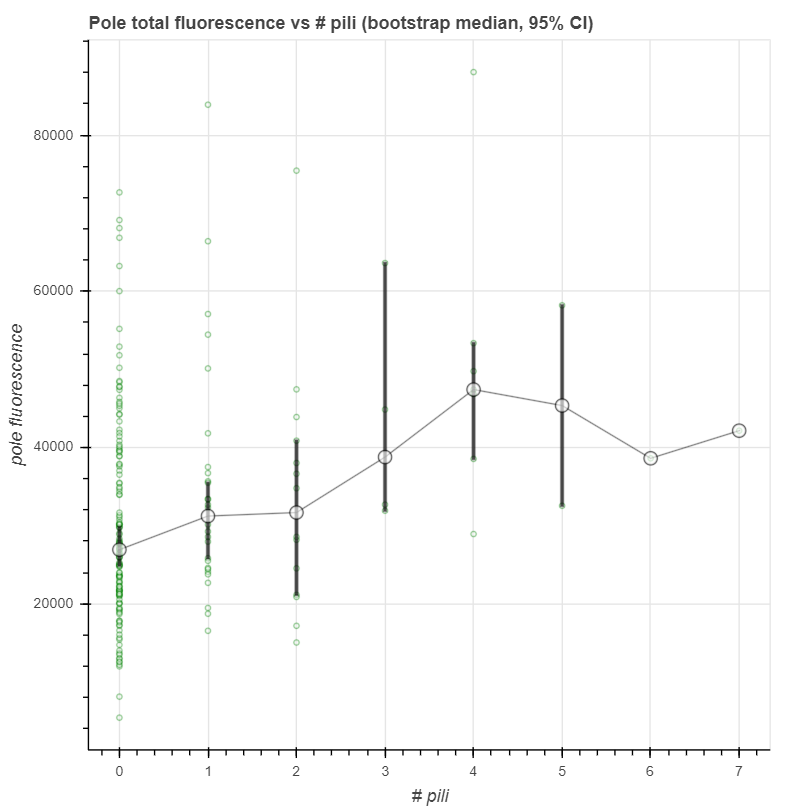 Pole total fluorescence vs # pili (bootstrap median, 95% CI)
80000
60000
40000
20000
pole fluorescence
0 1 2 3 4 5 6 7
# pili